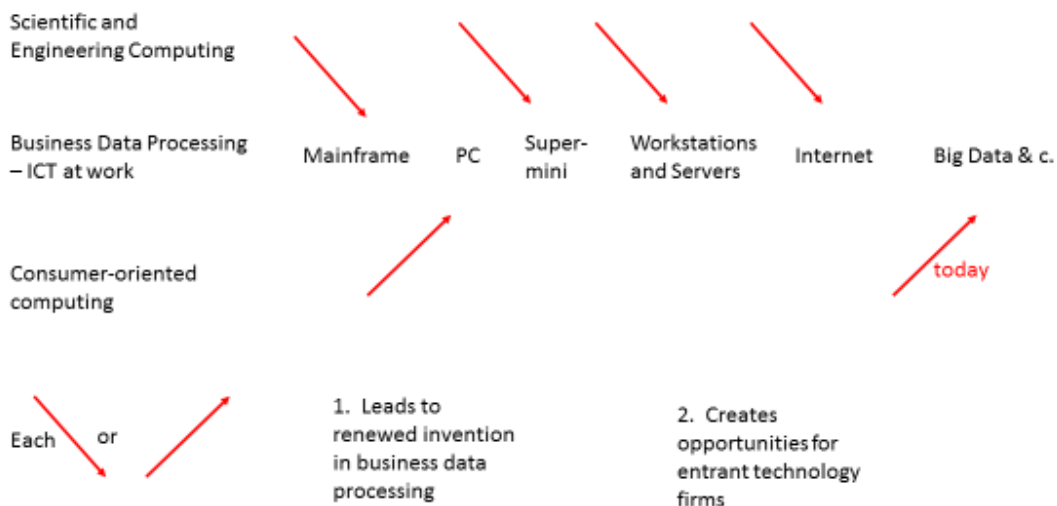 Scientific and
Engineering Computing
Business Data Processing
– ICT at work
Mainframe
PC
Super-
mini
Workstations
and Servers
Internet
Big Data & c.
Consumer-oriented
computing
today
Each
or
1. Leads to
renewed invention
in business data
processing
2. Creates
opportunities for
entrant technology
firms